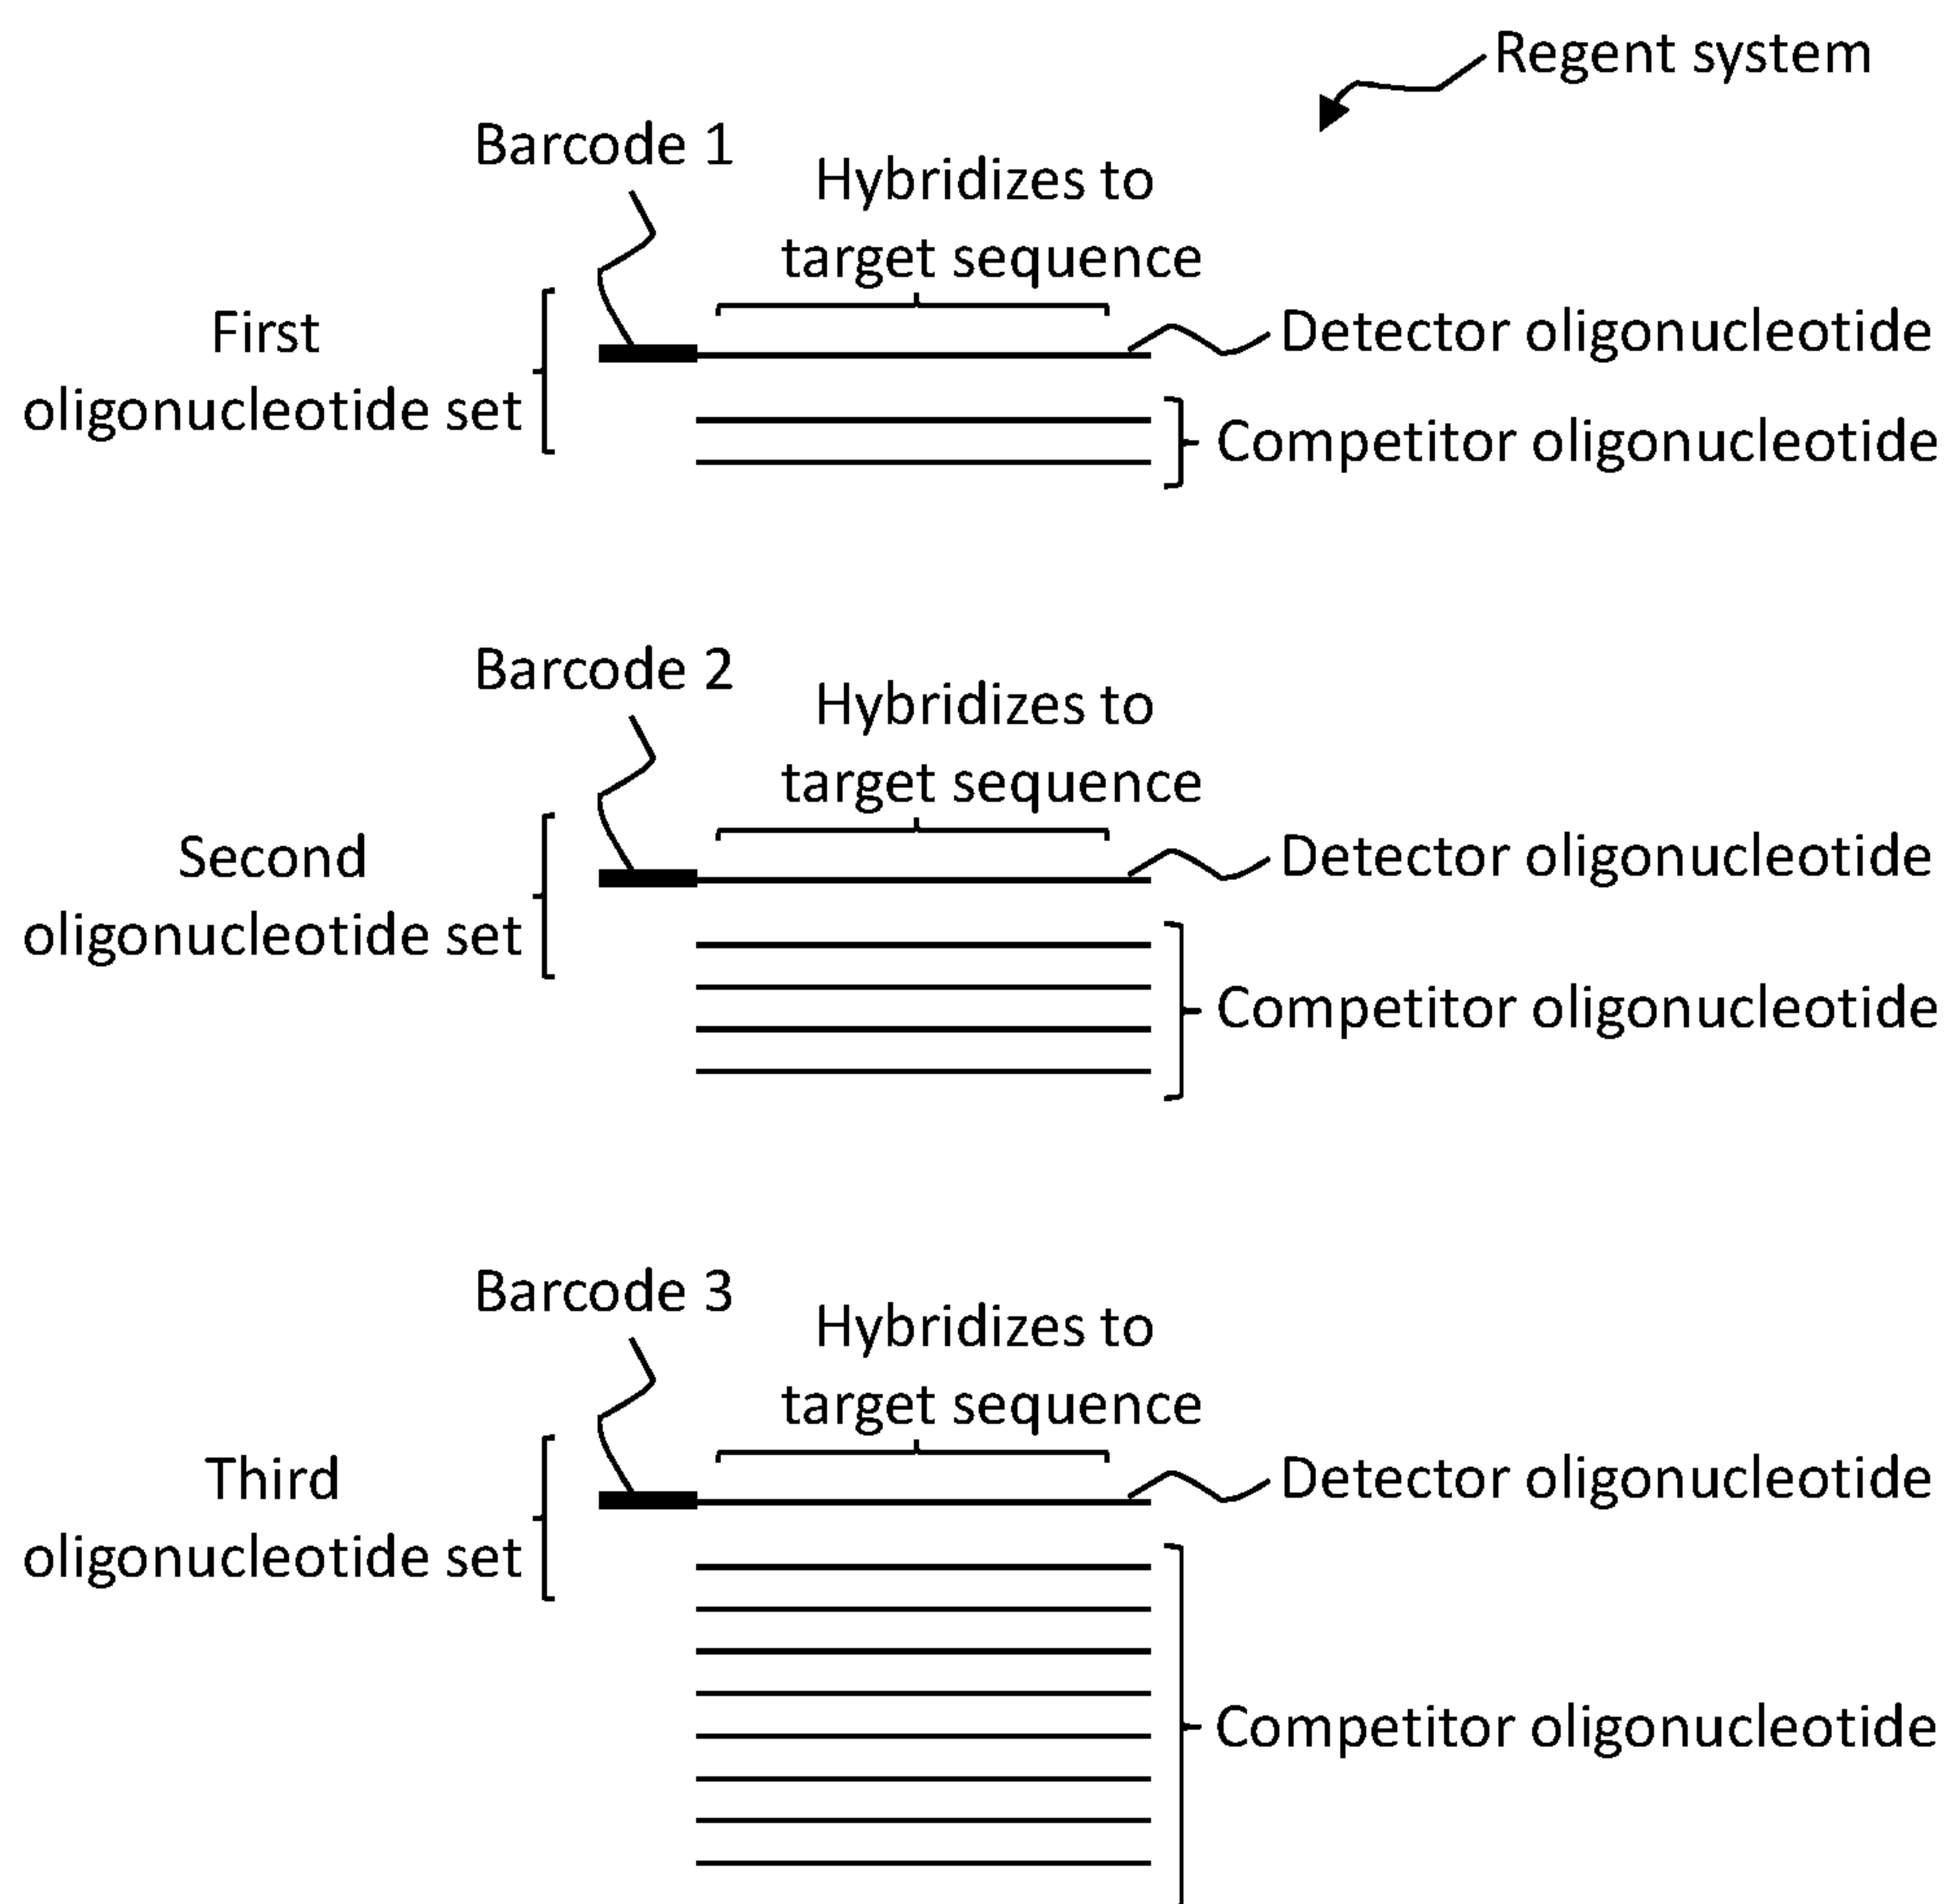 Regent system
Barcode 1
Hybridizes to
target sequence
First
oligonucleotide set
Detector oligonucleotide
Competitor oligonucleotide
Barcode 2
Hybridizes to
target sequence
Second
oligonucleotide set
Detector oligonucleotide
Competitor oligonucleotide
Barcode 3
Hybridizes to
target sequence
Third
oligonucleotide set
Detector oligonucleotide
Competitor oligonucleotide